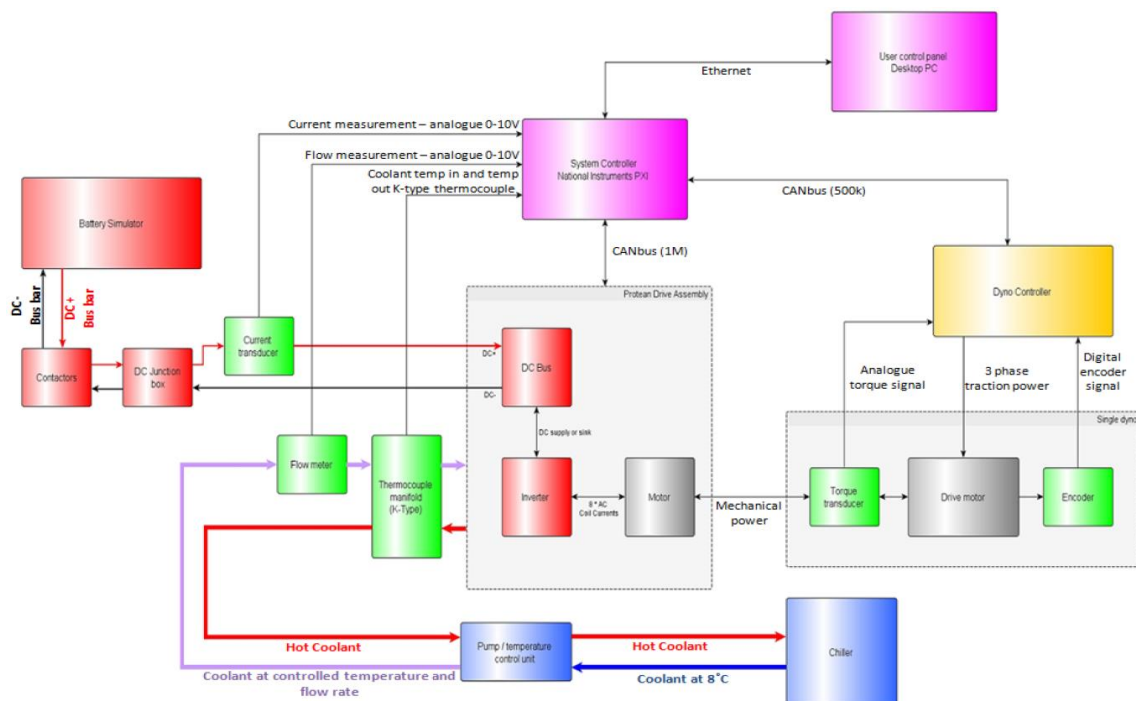 User control panel
Desktop PC
Ethernet
Current measurement – analogue 0-10V
Flow measurement – analogue 0-10V
Coolant temp in and temp
out K-type thermocouple
System Controller
National Instruments PXI
CANbus (500k)
CANbus (1M)
Battery Simulator
DC-
Bus bar
DC+
Bus bar
Contactors
DC Junction
box
Current
transducer
Protean Drive Assembly
DC+
DC-
DC Bus
DC supply or sink
Inverter
8 * AC
Coil Currents
Motor
Mechanical
power
Dyno Controller
Analogue
torque signal
3 phase
traction power
Digital
encoder
signal
Single dyno
Torque
transducer
Drive motor
Encoder
Flow meter
Thermocouple
manifold
(K-Type)
Hot Coolant
Coolant at controlled temperature and
flow rate
Pump / temperature
control unit
Hot Coolant
Coolant at 8˚C
Chiller